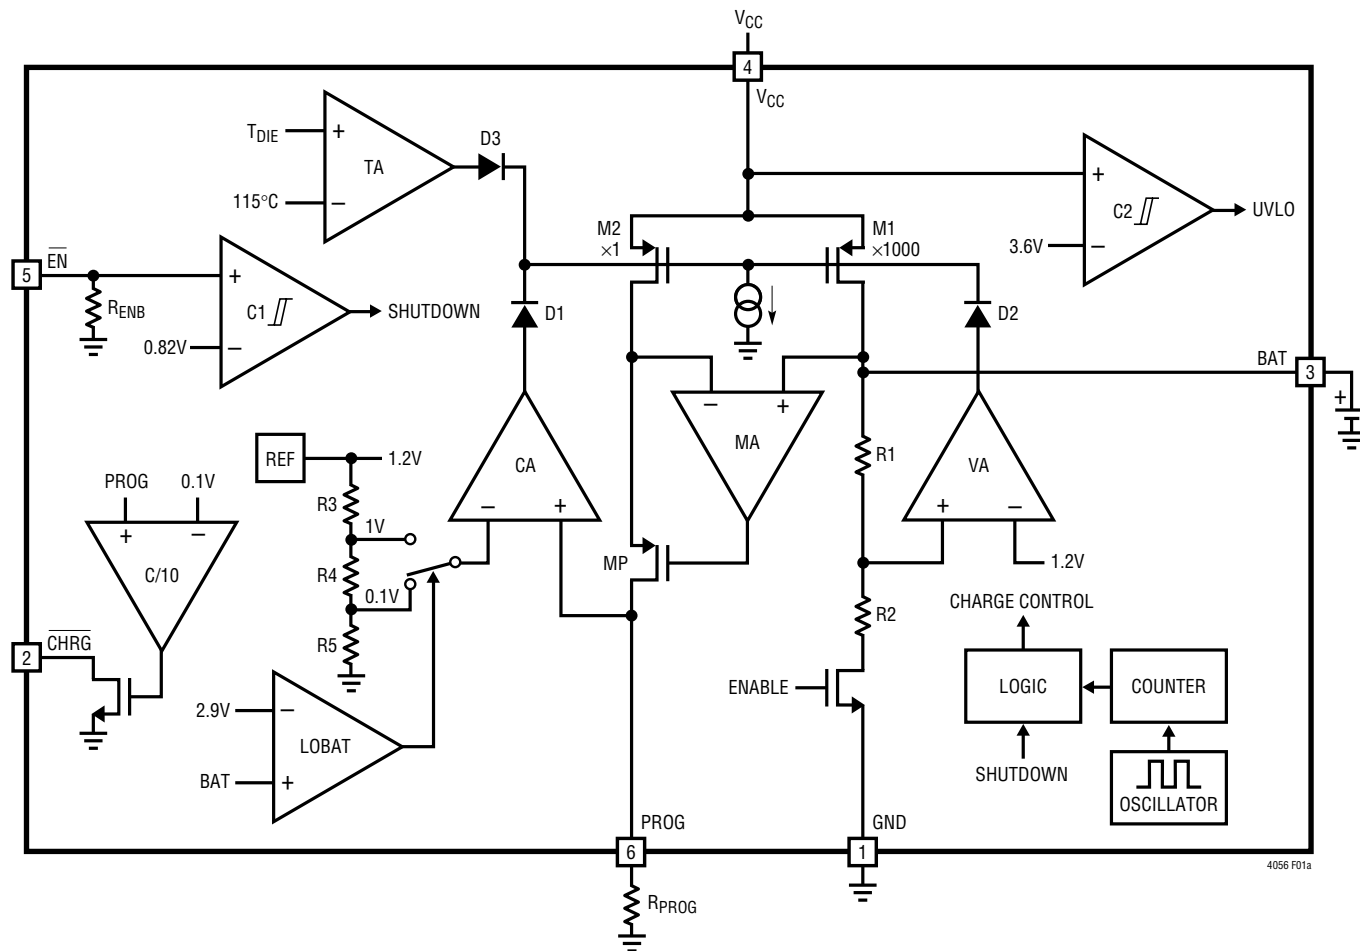 VCC
4
VCC
TDIE
+
TA
D3
115°C
–
M2
×1
M1
×1000
+
C2
UVLO
3.6V
–
5
EN
RENB
+
C1
SHUTDOWN
0.82V
–
D1
D2
BAT
3
+
–
+
MA
REF
1.2V
CA
R1
VA
PROG
0.1V
R3
–
+
+
–
+
–
1V
C/10
MP
1.2V
R4
0.1V
R2
CHARGE CONTROL
2
CHRG
R5
ENABLE
LOGIC
COUNTER
2.9V
–
LOBAT
BAT
+
SHUTDOWN
OSCILLATOR
PROG
GND
6
1
4056 F01a
RPROG